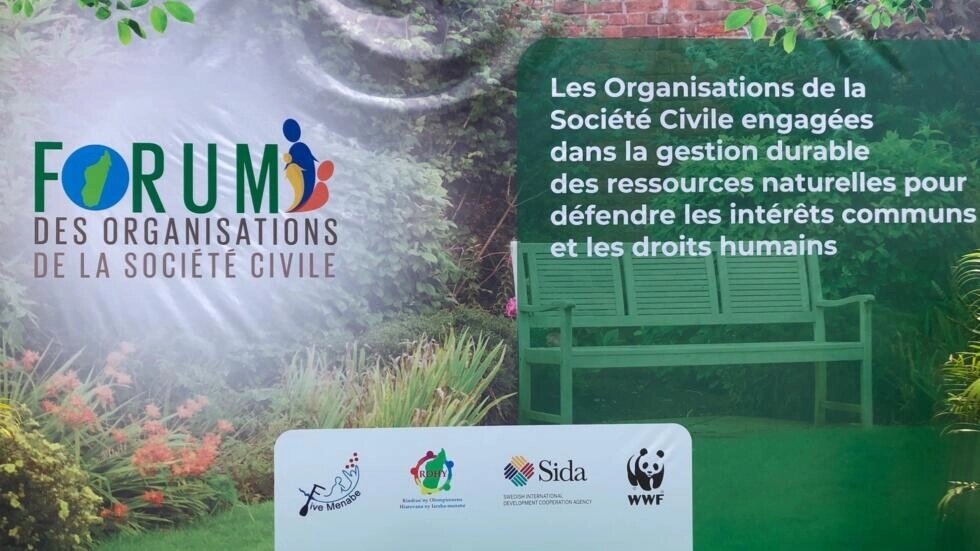 FORUM
DES ORGANISATIONS
DE LA SOCIÉTÉ CIVILE
Les Organisations de la
Société Civile engagées
dans la gestion durable
des ressources naturelles pour
défendre les intérêts communs
et les droits humains
Five Menabe
ROHY
Sida
SWEDISH INTERNATIONAL
DEVELOPMENT COOPERATION AGENCY
WWF